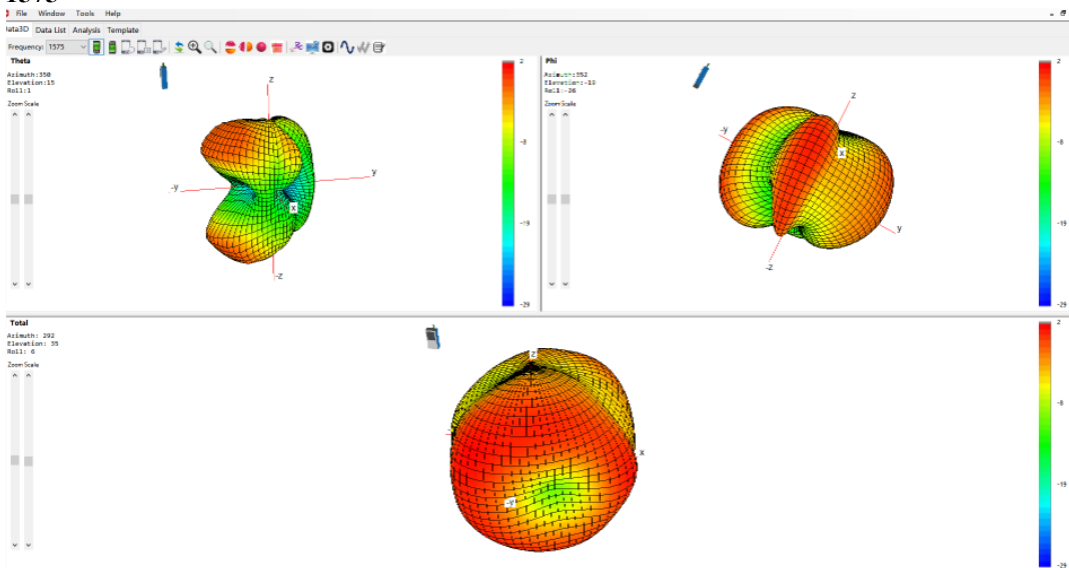 File Window Tools Help
Data3D Data List Analysis Template
Frequency: 1575
Theta
Azimuth:350
Elevation:15
Roll:1
Zoom Scale
z
-y
y
x
-z
2
-8
-19
-29
Phi
Azimuth:352
Elevation:-19
Roll:-26
Zoom Scale
z
-y
x
y
-z
2
-8
-19
-29
Total
Azimuth: 292
Elevation: 35
Roll: 6
Zoom Scale
z
x
-y
2
-8
-19
-29